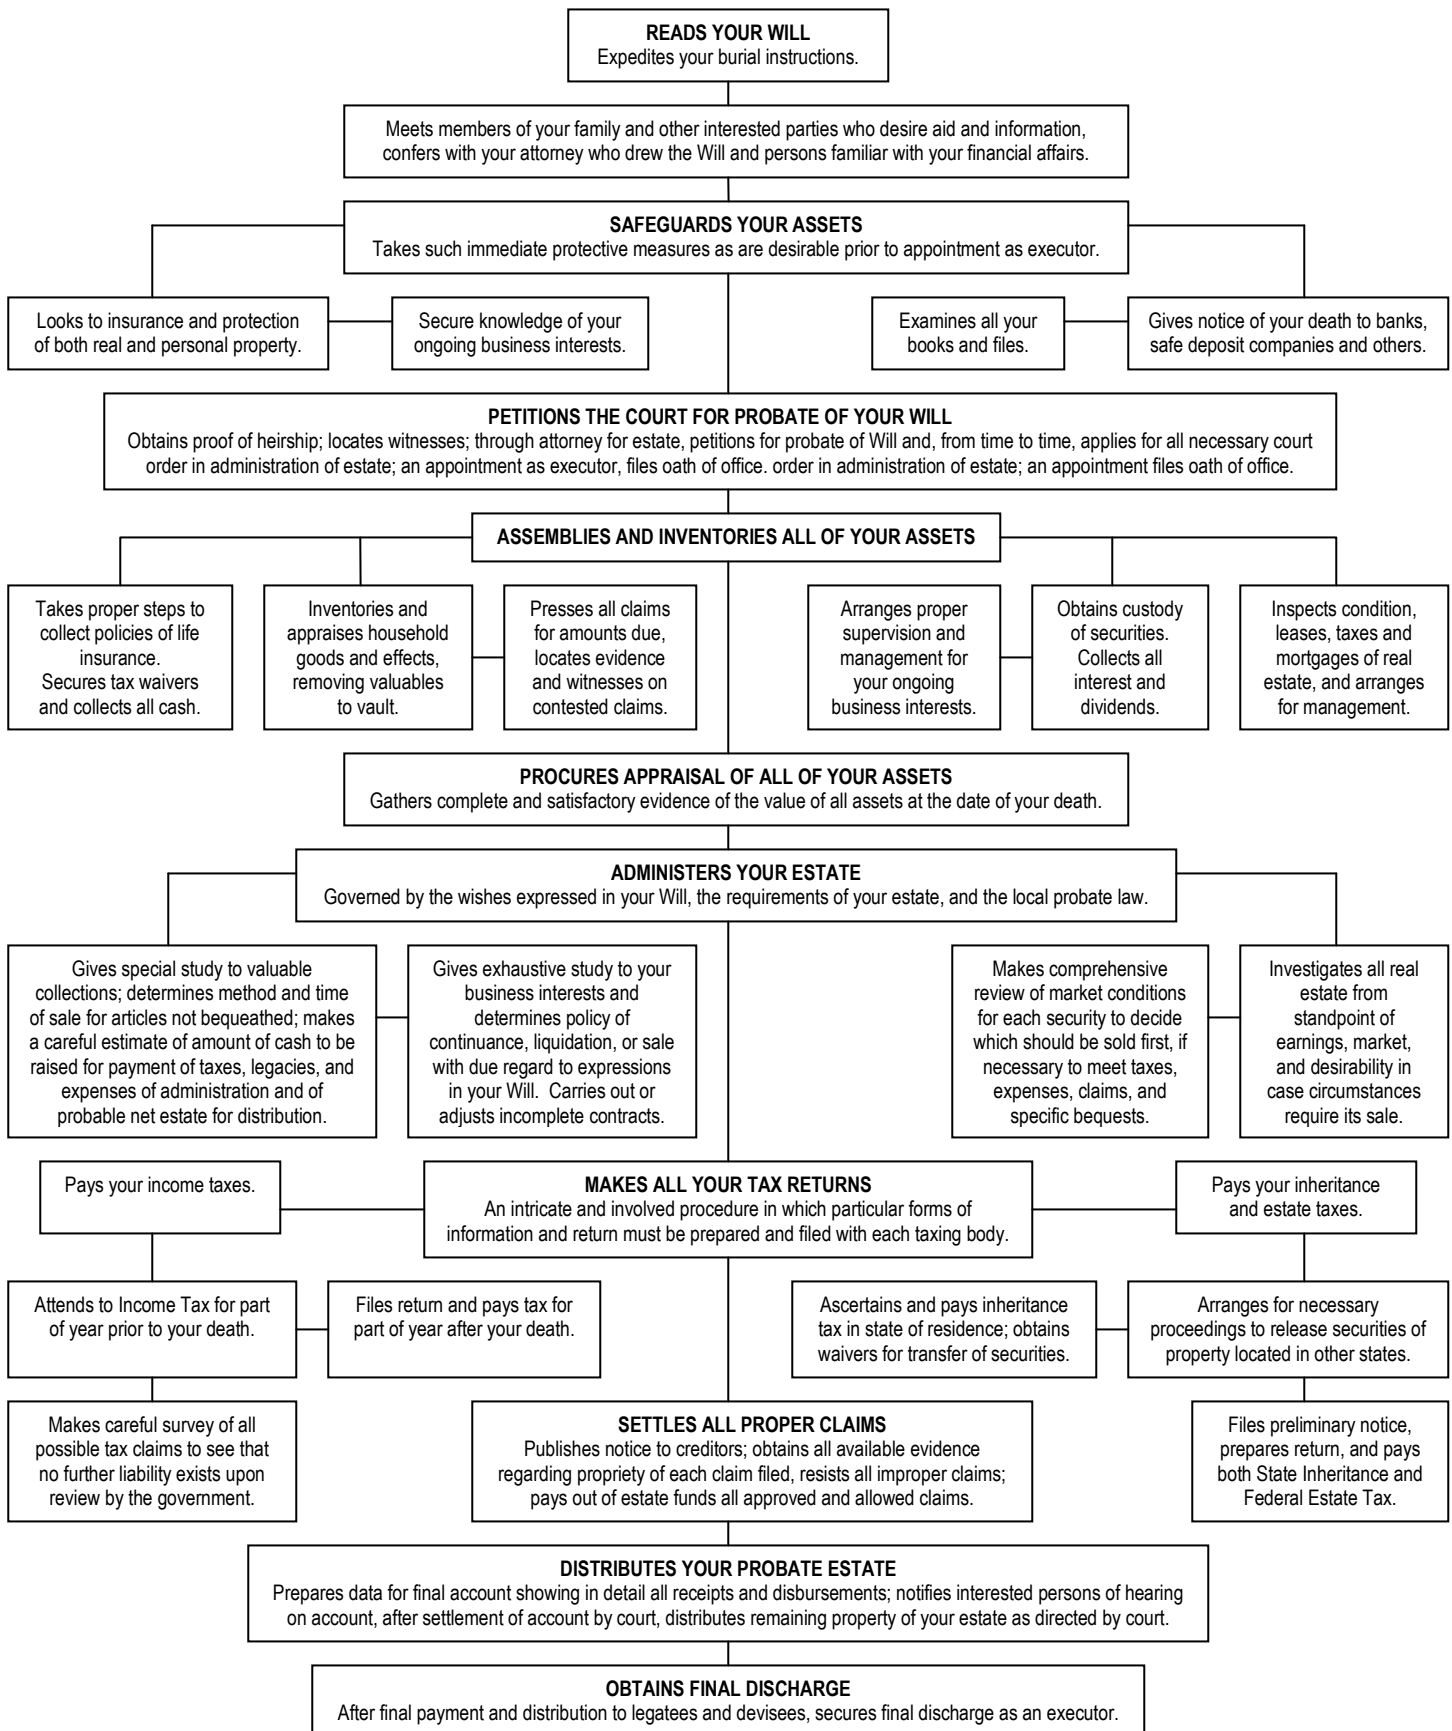 READS YOUR WILL
Expedites your burial instructions.
Meets members of your family and other interested parties who desire aid and information,
confers with your attorney who drew the Will and persons familiar with your financial affairs.
SAFEGUARDS YOUR ASSETS
Takes such immediate protective measures as are desirable prior to appointment as executor.
Looks to insurance and protection
of both real and personal property.
Secure knowledge of your
ongoing business interests.
Examines all your
books and files.
Gives notice of your death to banks,
safe deposit companies and others.
PETITIONS THE COURT FOR PROBATE OF YOUR WILL
Obtains proof of heirship; locates witnesses; through attorney for estate, petitions for probate of Will and, from time to time, applies for all necessary court
order in administration of estate; an appointment as executor, files oath of office. order in administration of estate; an appointment files oath of office.
ASSEMBLIES AND INVENTORIES ALL OF YOUR ASSETS
Takes proper steps to
collect policies of life
insurance.
Secures tax waivers
and collects all cash.
Inventories and
appraises household
goods and effects,
removing valuables
to vault.
Presses all claims
for amounts due,
locates evidence
and witnesses on
contested claims.
Arranges proper
supervision and
management for
your ongoing
business interests.
Obtains custody
of securities.
Collects all
interest and
dividends.
Inspects condition,
leases, taxes and
mortgages of real
estate, and arranges
for management.
PROCURES APPRAISAL OF ALL OF YOUR ASSETS
Gathers complete and satisfactory evidence of the value of all assets at the date of your death.
ADMINISTERS YOUR ESTATE
Governed by the wishes expressed in your Will, the requirements of your estate, and the local probate law.
Gives special study to valuable
collections; determines method and time
of sale for articles not bequeathed; makes
a careful estimate of amount of cash to be
raised for payment of taxes, legacies, and
expenses of administration and of
probable net estate for distribution.
Gives exhaustive study to your
business interests and
determines policy of
continuance, liquidation, or sale
with due regard to expressions
in your Will.  Carries out or
adjusts incomplete contracts.
Makes comprehensive
review of market conditions
for each security to decide
which should be sold first, if
necessary to meet taxes,
expenses, claims, and
specific bequests.
Investigates all real
estate from
standpoint of
earnings, market,
and desirability in
case circumstances
require its sale.
Pays your income taxes.
MAKES ALL YOUR TAX RETURNS
An intricate and involved procedure in which particular forms of
information and return must be prepared and filed with each taxing body.
Pays your inheritance
and estate taxes.
Attends to Income Tax for part
of year prior to your death.
Files return and pays tax for
part of year after your death.
Ascertains and pays inheritance
tax in state of residence; obtains
waivers for transfer of securities.
Arranges for necessary
proceedings to release securities of
property located in other states.
Makes careful survey of all
possible tax claims to see that
no further liability exists upon
review by the government.
SETTLES ALL PROPER CLAIMS
Publishes notice to creditors; obtains all available evidence
regarding propriety of each claim filed, resists all improper claims;
pays out of estate funds all approved and allowed claims.
Files preliminary notice,
prepares return, and pays
both State Inheritance and
Federal Estate Tax.
DISTRIBUTES YOUR PROBATE ESTATE
Prepares data for final account showing in detail all receipts and disbursements; notifies interested persons of hearing
on account, after settlement of account by court, distributes remaining property of your estate as directed by court.
OBTAINS FINAL DISCHARGE
After final payment and distribution to legatees and devisees, secures final discharge as an executor.